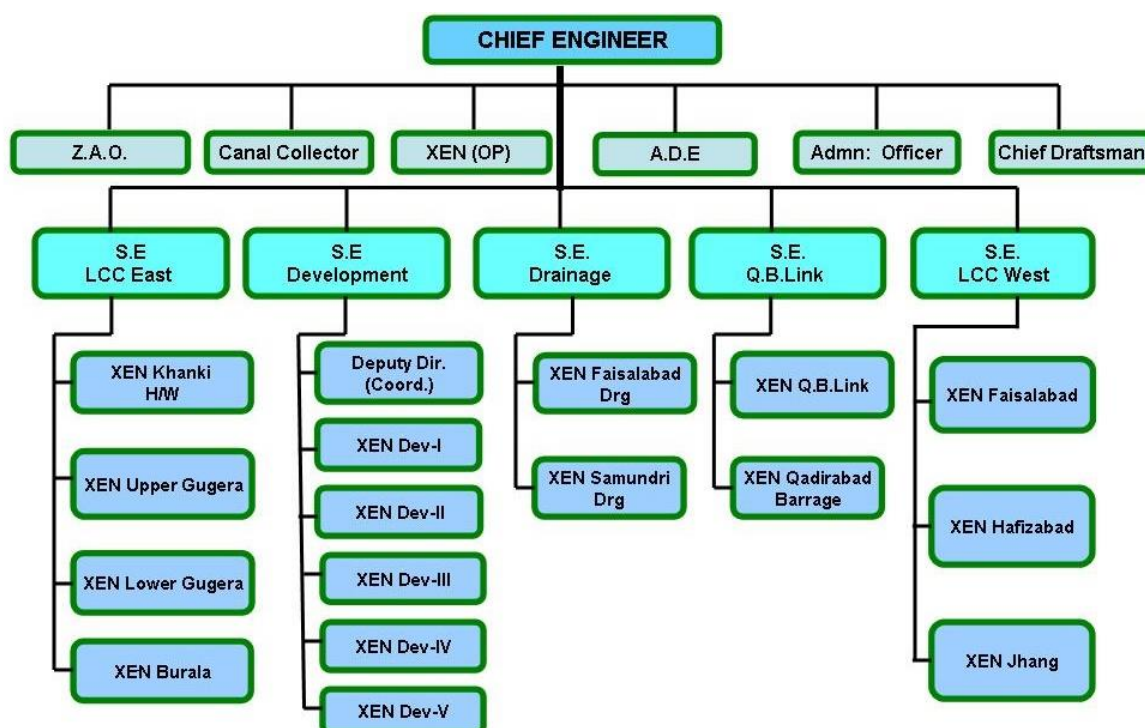 CHIEF ENGINEER
Z.A.O.
Canal Collector
XEN (OP)
A.D.E
Admn: Officer
Chief Draftsman
S.E
LCC East
S.E
Development
S.E.
Drainage
S.E.
Q.B.Link
S.E.
LCC West
XEN Khanki
H/W
XEN Upper Gugera
XEN Lower Gugera
XEN Burala
Deputy Dir.
(Coord.)
XEN Dev-I
XEN Dev-II
XEN Dev-III
XEN Dev-IV
XEN Dev-V
XEN Faisalabad
Drg
XEN Samundri
Drg
XEN Q.B.Link
XEN Qadirabad
Barrage
XEN Faisalabad
XEN Hafizabad
XEN Jhang